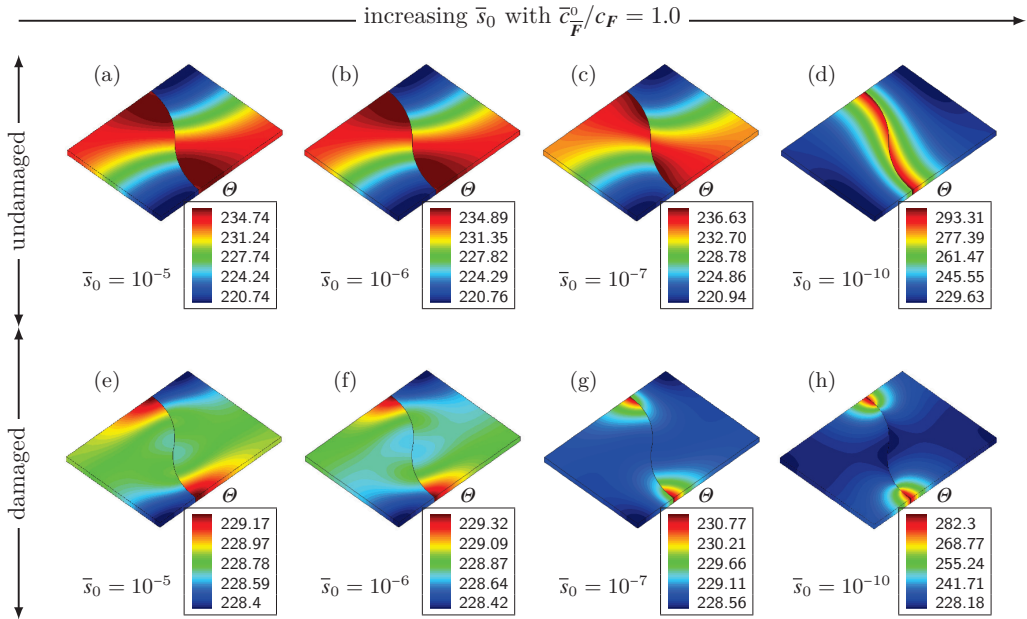 increasing s̅₀ with c̅⁰_F̅/c_F = 1.0
undamaged
(a)
Θ
234.74
231.24
227.74
224.24
220.74
s̅₀ = 10⁻⁵
(b)
Θ
234.89
231.35
227.82
224.29
220.76
s̅₀ = 10⁻⁶
(c)
Θ
236.63
232.70
228.78
224.86
220.94
s̅₀ = 10⁻⁷
(d)
Θ
293.31
277.39
261.47
245.55
229.63
s̅₀ = 10⁻¹⁰
damaged
(e)
Θ
229.17
228.97
228.78
228.59
228.4
s̅₀ = 10⁻⁵
(f)
Θ
229.32
229.09
228.87
228.64
228.42
s̅₀ = 10⁻⁶
(g)
Θ
230.77
230.21
229.66
229.11
228.56
s̅₀ = 10⁻⁷
(h)
Θ
282.3
268.77
255.24
241.71
228.18
s̅₀ = 10⁻¹⁰